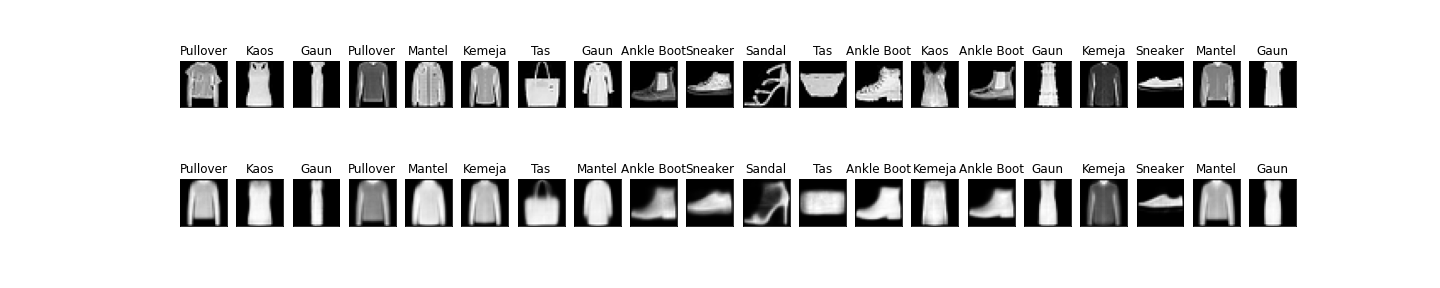 Pullover Kaos Gaun Pullover Mantel Kemeja Tas Gaun Ankle Boot Sneaker Sandal Tas Ankle Boot Kaos Ankle Boot Gaun Kemeja Sneaker Mantel Gaun
Pullover Kaos Gaun Pullover Mantel Kemeja Tas Mantel Ankle Boot Sneaker Sandal Tas Ankle Boot Kemeja Ankle Boot Gaun Kemeja Sneaker Mantel Gaun